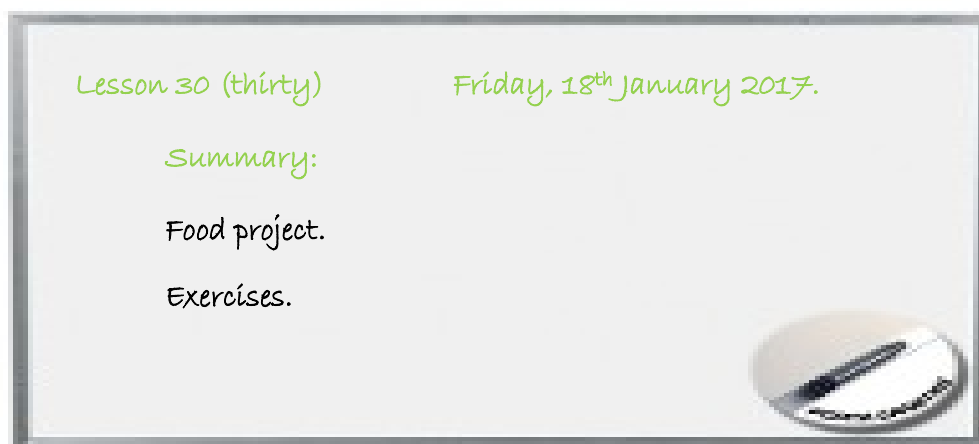 Lesson 30 (thirty) Friday, 18th January 2017.
Summary:
Food project.
Exercises.